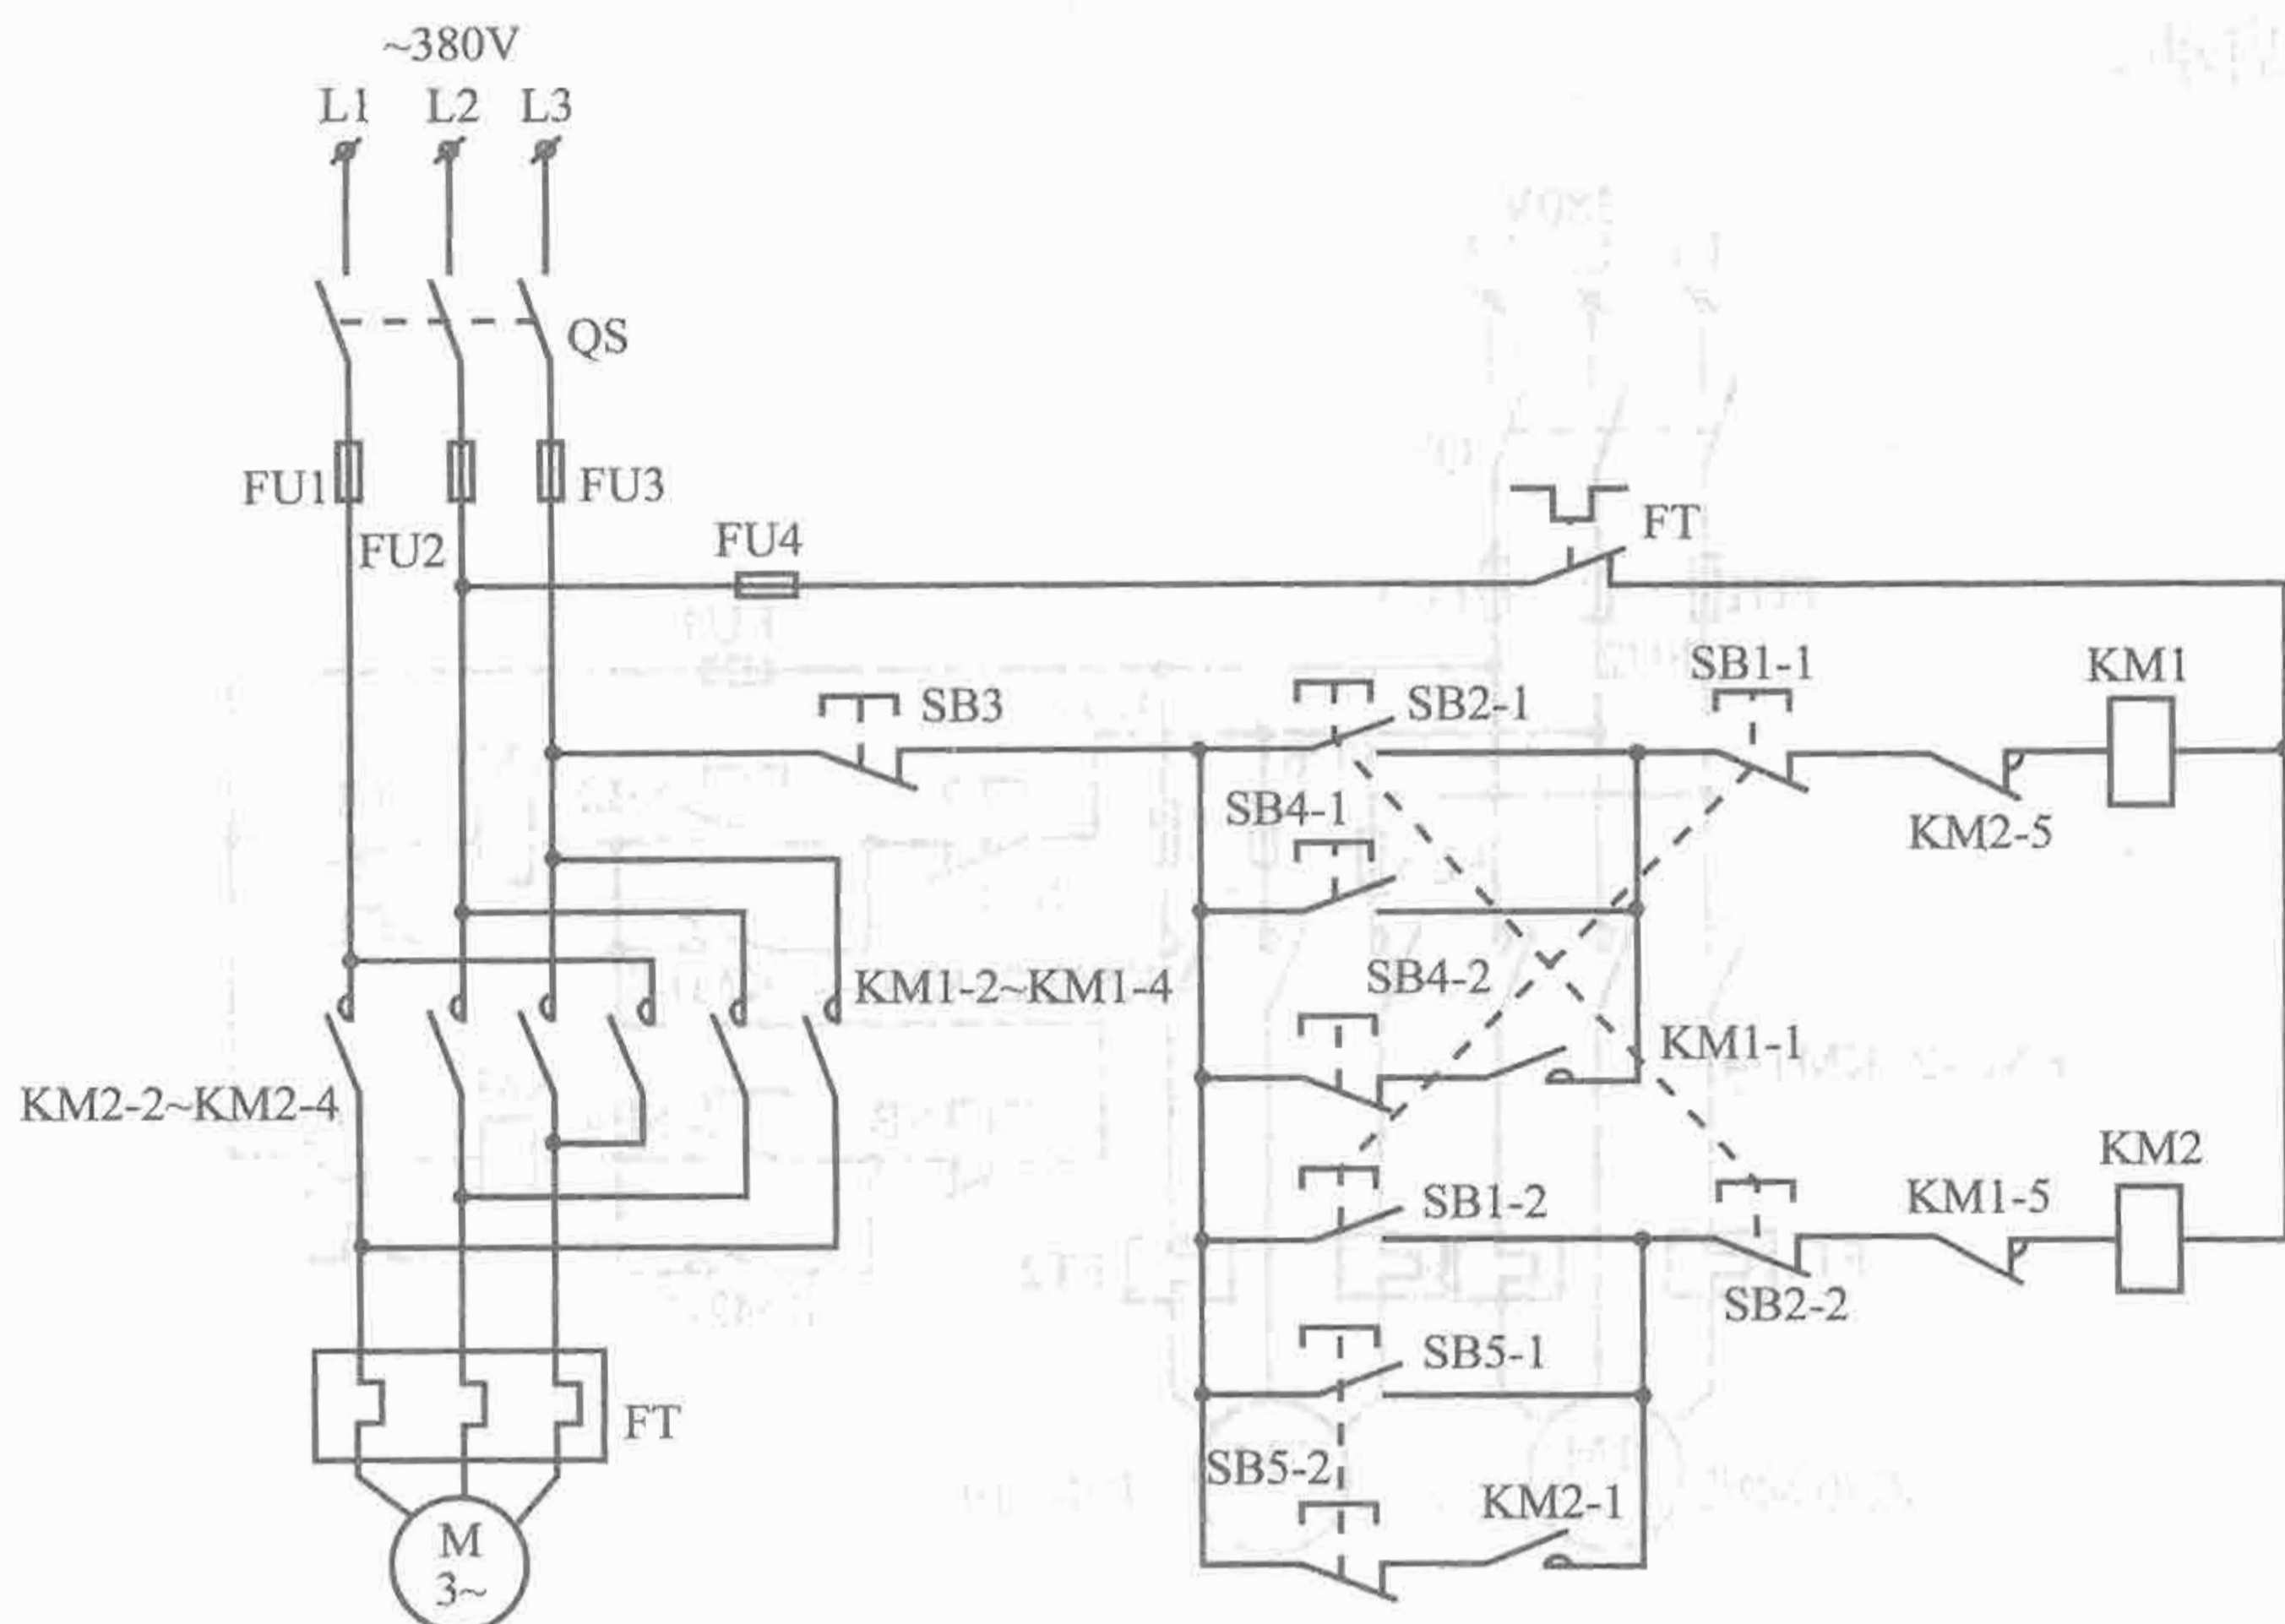 ~380V
L1 L2 L3
QS
FU1
FU3
FU2
FU4
FT
SB1-1
KM1
SB3
SB2-1
SB4-1
KM2-5
SB4-2
KM1-2~KM1-4
KM1-1
KM2-2~KM2-4
KM2
SB1-2
KM1-5
SB2-2
SB5-1
FT
SB5-2
KM2-1
M
3~